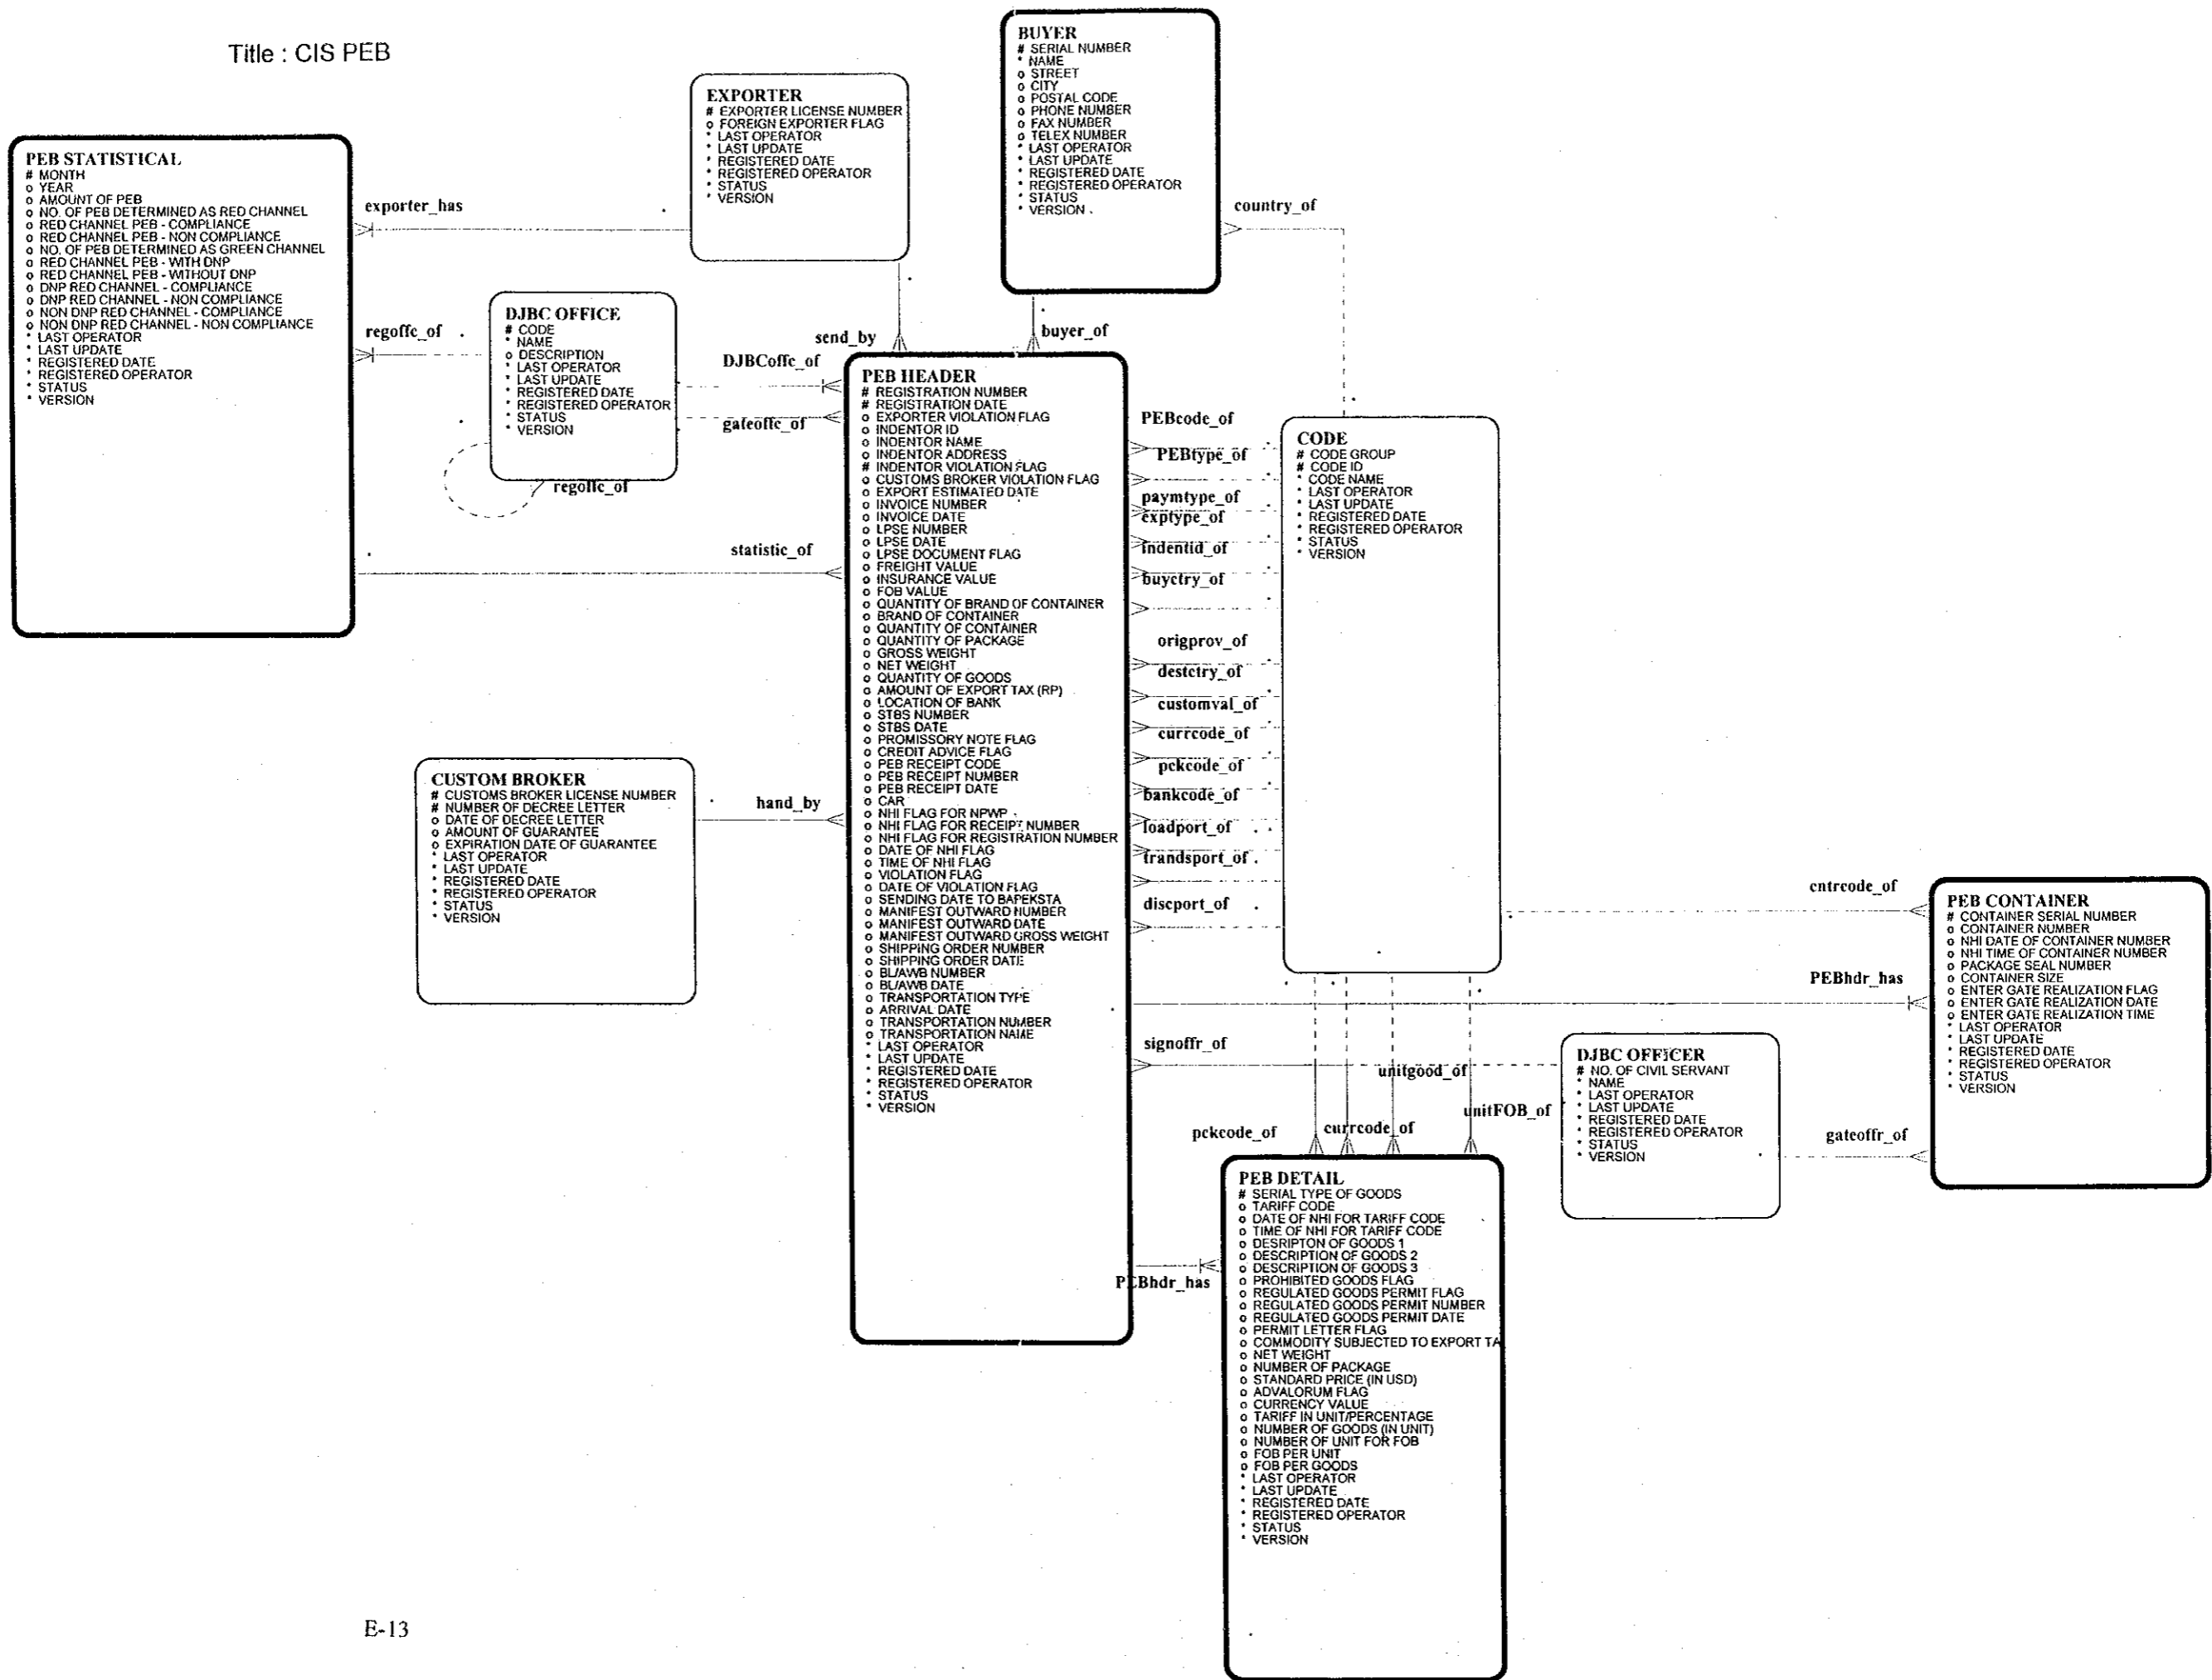 Title : CIS PEB
BUYER
# SERIAL NUMBER
* NAME
o STREET
o CITY
o POSTAL CODE
o PHONE NUMBER
o FAX NUMBER
o TELEX NUMBER
* LAST OPERATOR
* LAST UPDATE
* REGISTERED DATE
* REGISTERED OPERATOR
* STATUS
* VERSION
EXPORTER
# EXPORTER LICENSE NUMBER
o FOREIGN EXPORTER FLAG
* LAST OPERATOR
* LAST UPDATE
* REGISTERED DATE
* REGISTERED OPERATOR
* STATUS
* VERSION
PEB STATISTICAL
# MONTH
o YEAR
o AMOUNT OF PEB
o NO. OF PEB DETERMINED AS RED CHANNEL
o RED CHANNEL PEB - COMPLIANCE
o RED CHANNEL PEB - NON COMPLIANCE
o NO. OF PEB DETERMINED AS GREEN CHANNEL
o RED CHANNEL PEB - WITH DNP
o RED CHANNEL PEB - WITHOUT DNP
o DNP RED CHANNEL - COMPLIANCE
o DNP RED CHANNEL - NON COMPLIANCE
o NON DNP RED CHANNEL - COMPLIANCE
o NON DNP RED CHANNEL - NON COMPLIANCE
* LAST OPERATOR
* LAST UPDATE
* REGISTERED DATE
* REGISTERED OPERATOR
* STATUS
* VERSION
exporter_has
country_of
DJBC OFFICE
# CODE
* NAME
o DESCRIPTION
* LAST OPERATOR
* LAST UPDATE
* REGISTERED DATE
* REGISTERED OPERATOR
* STATUS
* VERSION
regoffc_of
send_by
buyer_of
DJBCoffc_of
gateoffc_of
regoffc_of
statistic_of
PEB HEADER
# REGISTRATION NUMBER
# REGISTRATION DATE
o EXPORTER VIOLATION FLAG
o INDENTOR ID
o INDENTOR NAME
o INDENTOR ADDRESS
# INDENTOR VIOLATION FLAG
o CUSTOMS BROKER VIOLATION FLAG
o EXPORT ESTIMATED DATE
o INVOICE NUMBER
o INVOICE DATE
o LPSE NUMBER
o LPSE DATE
o LPSE DOCUMENT FLAG
o FREIGHT VALUE
o INSURANCE VALUE
o FOB VALUE
o QUANTITY OF BRAND OF CONTAINER
o BRAND OF CONTAINER
o QUANTITY OF CONTAINER
o QUANTITY OF PACKAGE
o GROSS WEIGHT
o NET WEIGHT
o QUANTITY OF GOODS
o AMOUNT OF EXPORT TAX (RP)
o LOCATION OF BANK
o STBS NUMBER
o STBS DATE
o PROMISSORY NOTE FLAG
o CREDIT ADVICE FLAG
o PEB RECEIPT CODE
o PEB RECEIPT NUMBER
o PEB RECEIPT DATE
o CAR
o NHI FLAG FOR NPWP
o NHI FLAG FOR RECEIPT NUMBER
o NHI FLAG FOR REGISTRATION NUMBER
o DATE OF NHI FLAG
o TIME OF NHI FLAG
o VIOLATION FLAG
o DATE OF VIOLATION FLAG
o SENDING DATE TO BAPEKSTA
o MANIFEST OUTWARD NUMBER
o MANIFEST OUTWARD DATE
o MANIFEST OUTWARD GROSS WEIGHT
o SHIPPING ORDER NUMBER
o SHIPPING ORDER DATE
o BL/AWB NUMBER
o BL/AWB DATE
o TRANSPORTATION TYPE
o ARRIVAL DATE
o TRANSPORTATION NUMBER
o TRANSPORTATION NAME
* LAST OPERATOR
* LAST UPDATE
* REGISTERED DATE
* REGISTERED OPERATOR
* STATUS
* VERSION
PEBcode_of
PEBtype_of
paymtype_of
exptype_of
indentid_of
buyctry_of
origprov_of
destctry_of
customval_of
currcode_of
pckcode_of
bankcode_of
loadport_of
trandsport_of
discport_of
CODE
# CODE GROUP
# CODE ID
* CODE NAME
* LAST OPERATOR
* LAST UPDATE
* REGISTERED DATE
* REGISTERED OPERATOR
* STATUS
* VERSION
CUSTOM BROKER
# CUSTOMS BROKER LICENSE NUMBER
# NUMBER OF DECREE LETTER
o DATE OF DECREE LETTER
o AMOUNT OF GUARANTEE
o EXPIRATION DATE OF GUARANTEE
* LAST OPERATOR
* LAST UPDATE
* REGISTERED DATE
* REGISTERED OPERATOR
* STATUS
* VERSION
hand_by
cntrcode_of
PEBhdr_has
PEB CONTAINER
# CONTAINER SERIAL NUMBER
o CONTAINER NUMBER
o NHI DATE OF CONTAINER NUMBER
o NHI TIME OF CONTAINER NUMBER
o PACKAGE SEAL NUMBER
o CONTAINER SIZE
o ENTER GATE REALIZATION FLAG
o ENTER GATE REALIZATION DATE
o ENTER GATE REALIZATION TIME
* LAST OPERATOR
* LAST UPDATE
* REGISTERED DATE
* REGISTERED OPERATOR
* STATUS
* VERSION
signoffr_of
unitgood_of
unitFOB_of
pckcode_of
currcode_of
DJBC OFFICER
# NO. OF CIVIL SERVANT
* NAME
* LAST OPERATOR
* LAST UPDATE
* REGISTERED DATE
* REGISTERED OPERATOR
* STATUS
* VERSION
gateoffr_of
PEBhdr_has
PEB DETAIL
# SERIAL TYPE OF GOODS
o TARIFF CODE
o DATE OF NHI FOR TARIFF CODE
o TIME OF NHI FOR TARIFF CODE
o DESRIPTON OF GOODS 1
o DESCRIPTION OF GOODS 2
o DESCRIPTION OF GOODS 3
o PROHIBITED GOODS FLAG
o REGULATED GOODS PERMIT FLAG
o REGULATED GOODS PERMIT NUMBER
o REGULATED GOODS PERMIT DATE
o PERMIT LETTER FLAG
o COMMODITY SUBJECTED TO EXPORT TA
o NET WEIGHT
o NUMBER OF PACKAGE
o STANDARD PRICE (IN USD)
o ADVALORUM FLAG
o CURRENCY VALUE
o TARIFF IN UNIT/PERCENTAGE
o NUMBER OF GOODS (IN UNIT)
o NUMBER OF UNIT FOR FOB
o FOB PER UNIT
o FOB PER GOODS
* LAST OPERATOR
* LAST UPDATE
* REGISTERED DATE
* REGISTERED OPERATOR
* STATUS
* VERSION
E-13